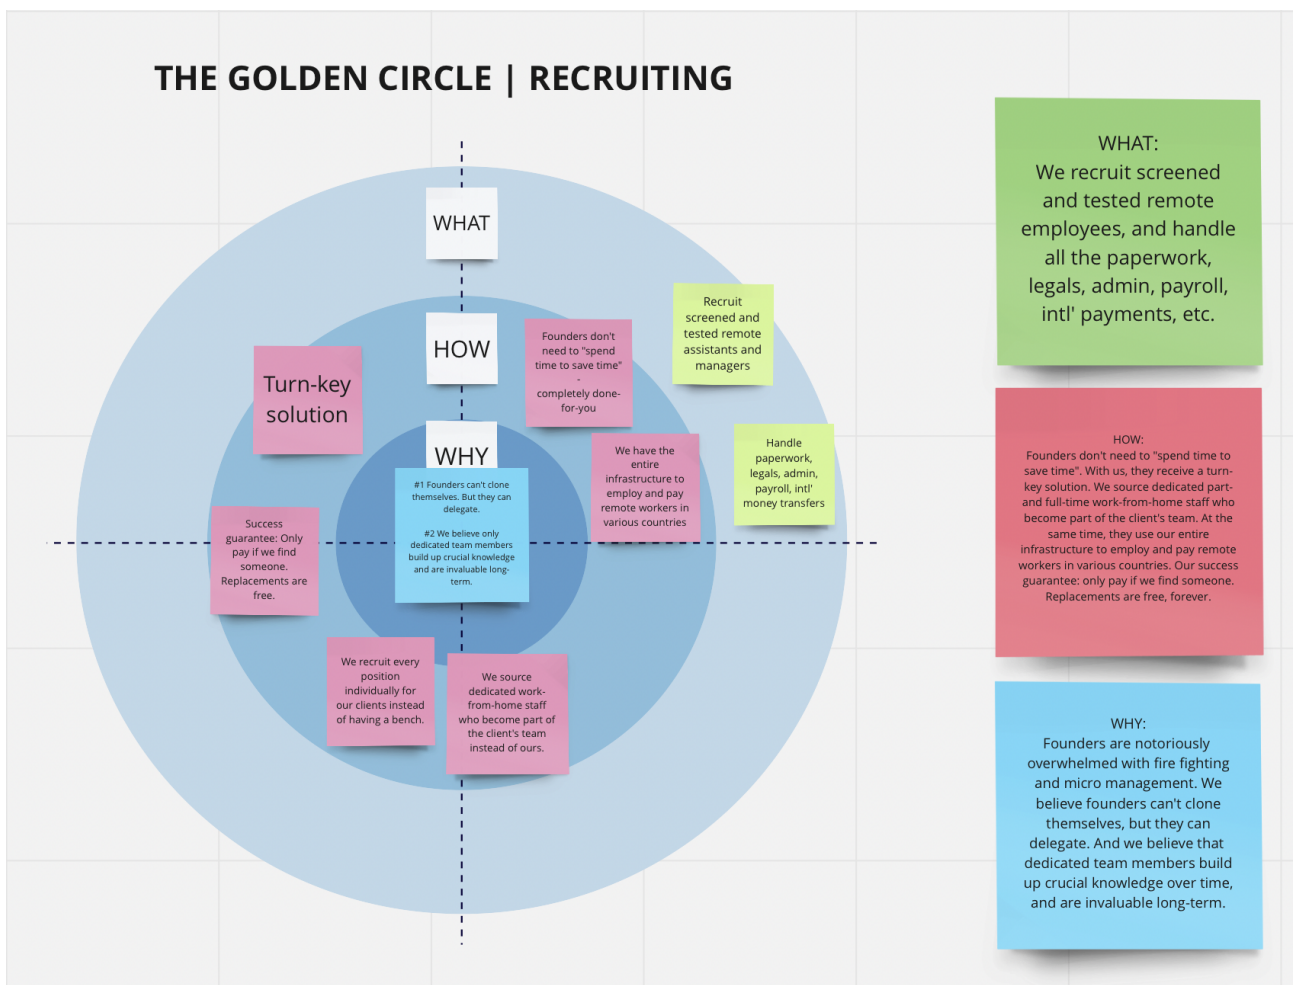 THE GOLDEN CIRCLE | RECRUITING
WHAT
HOW
WHY
#1 Founders can't clone
themselves. But they can
delegate.
#2 We believe only
dedicated team members
build up crucial knowledge
and are invaluable long-
term.
Turn-key
solution
Founders don't
need to "spend
time to save time"
-
completely done-
for-you
We have the
entire
infrastructure to
employ and pay
remote workers in
various countries
Success
guarantee: Only
pay if we find
someone.
Replacements are
free.
We recruit every
position
individually for
our clients instead
of having a bench.
We source
dedicated work-
from-home staff
who become part of
the client's team
instead of ours.
Recruit
screened and
tested remote
assistants and
managers
Handle
paperwork,
legals, admin,
payroll, intl'
money transfers
WHAT:
We recruit screened
and tested remote
employees, and handle
all the paperwork,
legals, admin, payroll,
intl' payments, etc.
HOW:
Founders don't need to "spend time to
save time". With us, they receive a turn-
key solution. We source dedicated part-
and full-time work-from-home staff who
become part of the client's team. At the
same time, they use our entire
infrastructure to employ and pay remote
workers in various countries. Our success
guarantee: only pay if we find someone.
Replacements are free, forever.
WHY:
Founders are notoriously
overwhelmed with fire fighting
and micro management. We
believe founders can't clone
themselves, but they can
delegate. And we believe that
dedicated team members build
up crucial knowledge over time,
and are invaluable long-term.